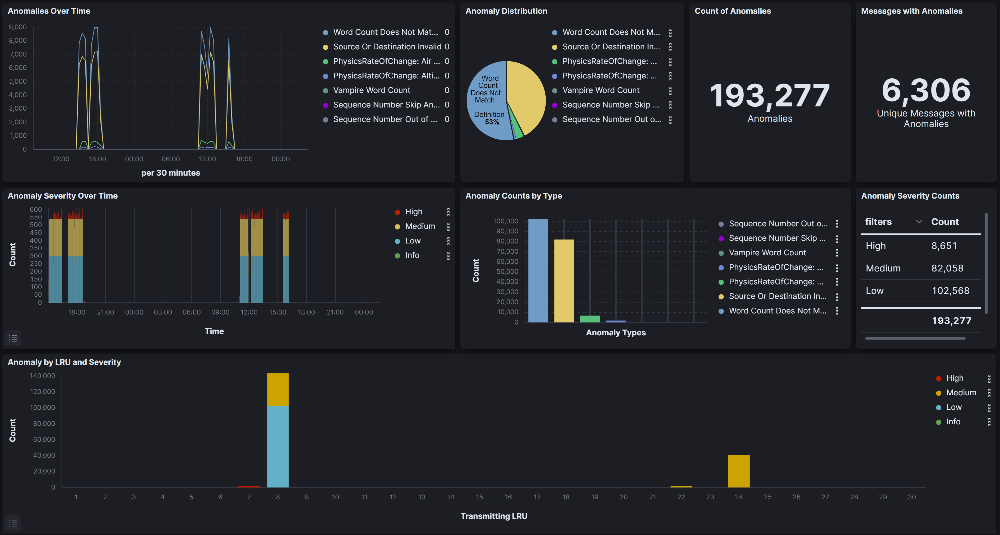 Anomalies Over Time
9,000
8,000
7,000
6,000
5,000
4,000
3,000
2,000
1,000
0
12:00
18:00
00:00
06:00
12:00
18:00
00:00
per 30 minutes
Word Count Does Not Mat... 0
Source Or Destination Invalid 0
PhysicsRateOfChange: Air ... 0
PhysicsRateOfChange: Alti... 0
Vampire Word Count 0
Sequence Number Skip An... 0
Sequence Number Out of ... 0
Anomaly Distribution
Word
Count
Does Not
Match
Definition
53%
Word Count Does Not M...
Source Or Destination In...
PhysicsRateOfChange: ...
PhysicsRateOfChange: ...
Vampire Word Count
Sequence Number Skip ...
Sequence Number Out o...
Count of Anomalies
193,277
Anomalies
Messages with Anomalies
6,306
Unique Messages with
Anomalies
Anomaly Severity Over Time
Count
600
550
500
450
400
350
300
250
200
150
100
50
0
18:00
21:00
00:00
03:00
06:00
09:00
12:00
15:00
18:00
21:00
00:00
Time
High
Medium
Low
Info
Anomaly Counts by Type
Count
100,000
90,000
80,000
70,000
60,000
50,000
40,000
30,000
20,000
10,000
0
Anomaly Types
Sequence Number Out o...
Sequence Number Skip ...
Vampire Word Count
PhysicsRateOfChange: ...
PhysicsRateOfChange: ...
Source Or Destination In...
Word Count Does Not M...
Anomaly Severity Counts
filters Count
High 8,651
Medium 82,058
Low 102,568
193,277
Anomaly by LRU and Severity
Count
140,000
120,000
100,000
80,000
60,000
40,000
20,000
0
1 2 3 4 5 6 7 8 9 10 11 12 13 14 15 16 17 18 19 20 21 22 23 24 25 26 27 28 29 30
Transmitting LRU
High
Medium
Low
Info